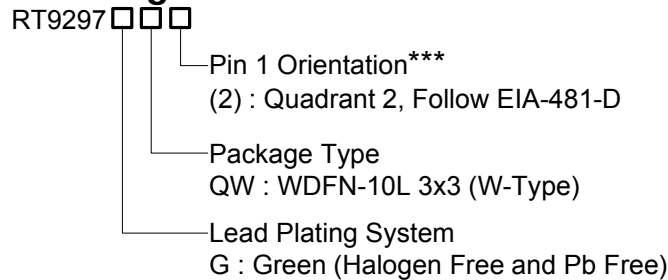 RT9297
Pin 1 Orientation***
(2) : Quadrant 2, Follow EIA-481-D
Package Type
QW : WDFN-10L 3x3 (W-Type)
Lead Plating System
G : Green (Halogen Free and Pb Free)